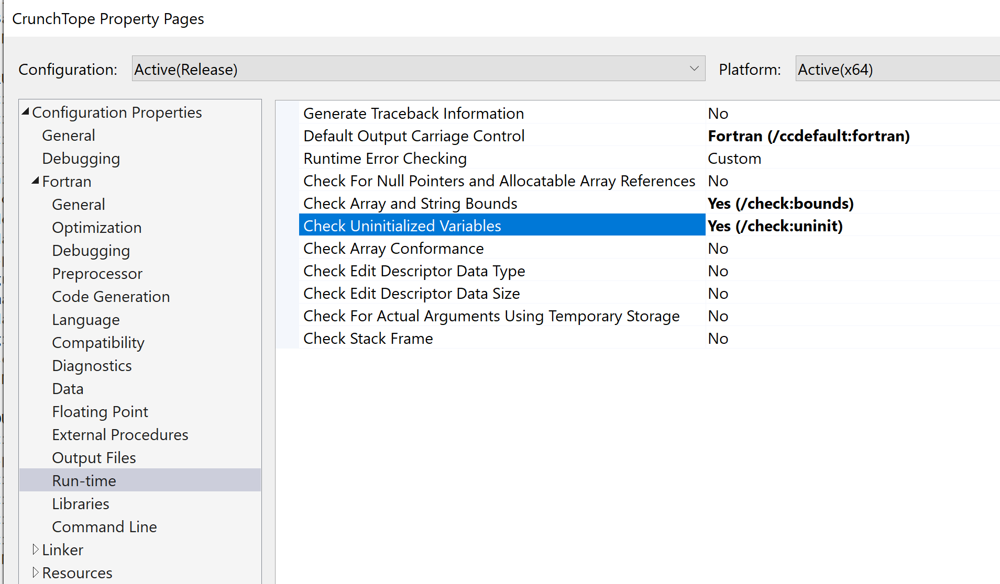 CrunchTope Property Pages
Configuration: Active(Release) Platform: Active(x64)
Configuration Properties
General
Debugging
Fortran
General
Optimization
Debugging
Preprocessor
Code Generation
Language
Compatibility
Diagnostics
Data
Floating Point
External Procedures
Output Files
Run-time
Libraries
Command Line
Linker
Resources
Generate Traceback Information No
Default Output Carriage Control Fortran (/ccdefault:fortran)
Runtime Error Checking Custom
Check For Null Pointers and Allocatable Array References No
Check Array and String Bounds Yes (/check:bounds)
Check Uninitialized Variables Yes (/check:uninit)
Check Array Conformance No
Check Edit Descriptor Data Type No
Check Edit Descriptor Data Size No
Check For Actual Arguments Using Temporary Storage No
Check Stack Frame No